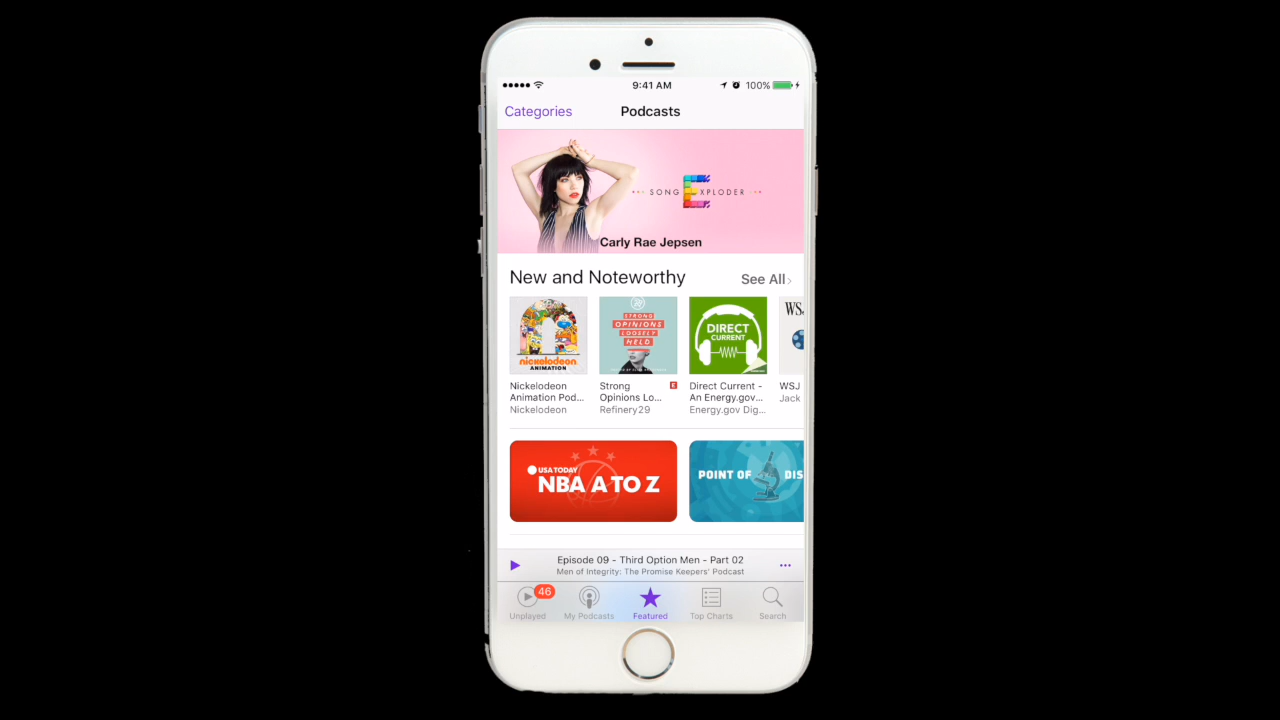 9:41 AM
100%
Categories
Podcasts
SONG EXPLODER
Carly Rae Jepsen
New and Noteworthy
See All
nickelodeon
ANIMATION
STRONG
OPINIONS
LOOSELY
HELD
DIRECT
CURRENT
WS
Nickelodeon
Animation Pod...
Nickelodeon
Strong
Opinions Lo...
E
Refinery29
Direct Current -
An Energy.gov...
Energy.gov Dig...
WSJ
Jack
USA TODAY
NBA A TO Z
POINT OF DIS
Episode 09 - Third Option Men - Part 02
Men of Integrity: The Promise Keepers' Podcast
46
Unplayed
My Podcasts
Featured
Top Charts
Search